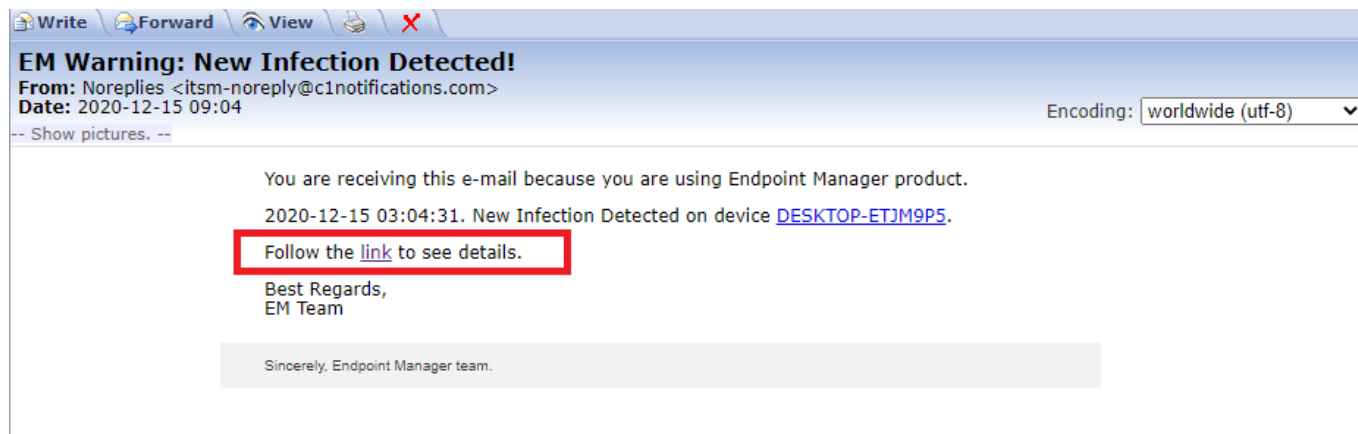 Write Forward View
EM Warning: New Infection Detected!
From: Noreplies <itsm-noreply@c1notifications.com>
Date: 2020-12-15 09:04
Encoding: worldwide (utf-8)
-- Show pictures. --
You are receiving this e-mail because you are using Endpoint Manager product.
2020-12-15 03:04:31. New Infection Detected on device DESKTOP-ETJM9P5.
Follow the link to see details.
Best Regards,
EM Team
Sincerely, Endpoint Manager team.